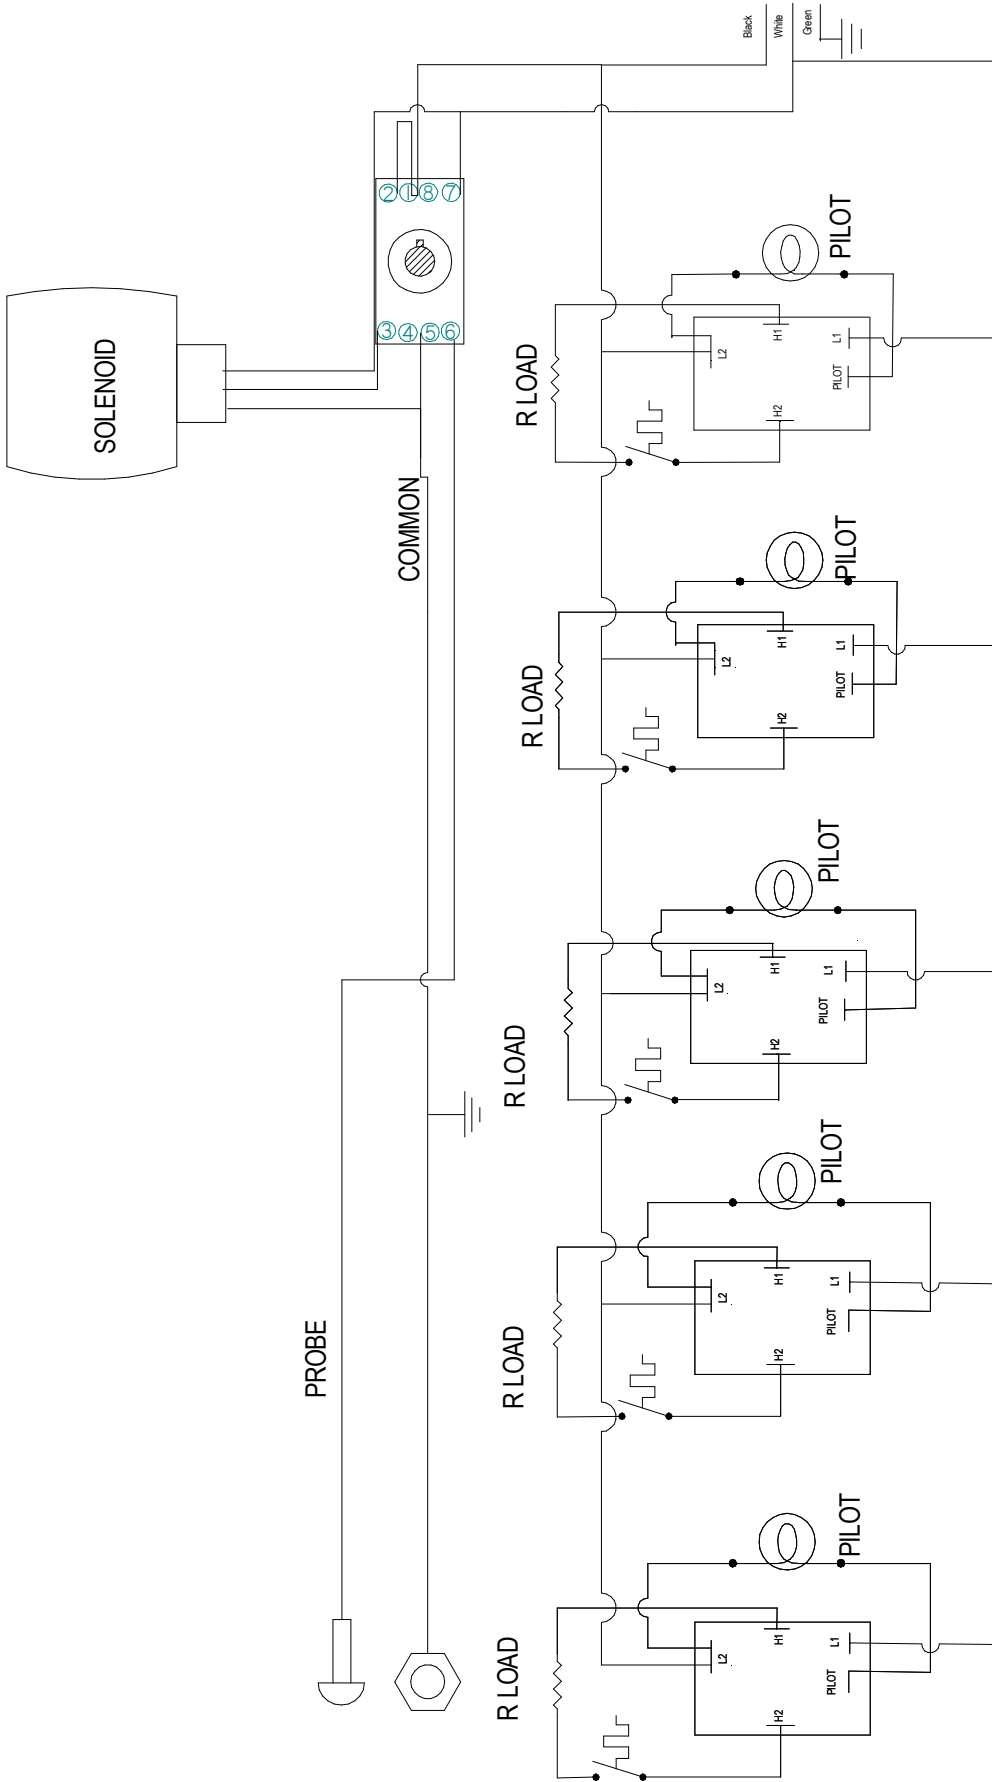 Black
White
Green
SOLENOID
2 1 8 7
3 4 5 6
COMMON
PROBE
R LOAD
PILOT
L2
H1
L1
PILOT
H2
R LOAD
PILOT
L2
H1
L1
PILOT
H2
R LOAD
PILOT
L2
H1
L1
PILOT
H2
R LOAD
PILOT
L2
H1
L1
PILOT
H2
R LOAD
PILOT
L2
H1
L1
PILOT
H2